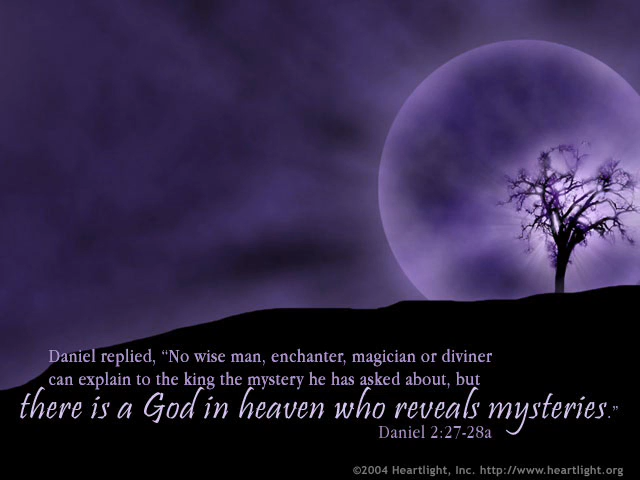 Daniel replied, “No wise man, enchanter, magician or diviner
can explain to the king the mystery he has asked about, but
there is a God in heaven who reveals mysteries.”
Daniel 2:27-28a
©2004 Heartlight, Inc. http://www.heartlight.org